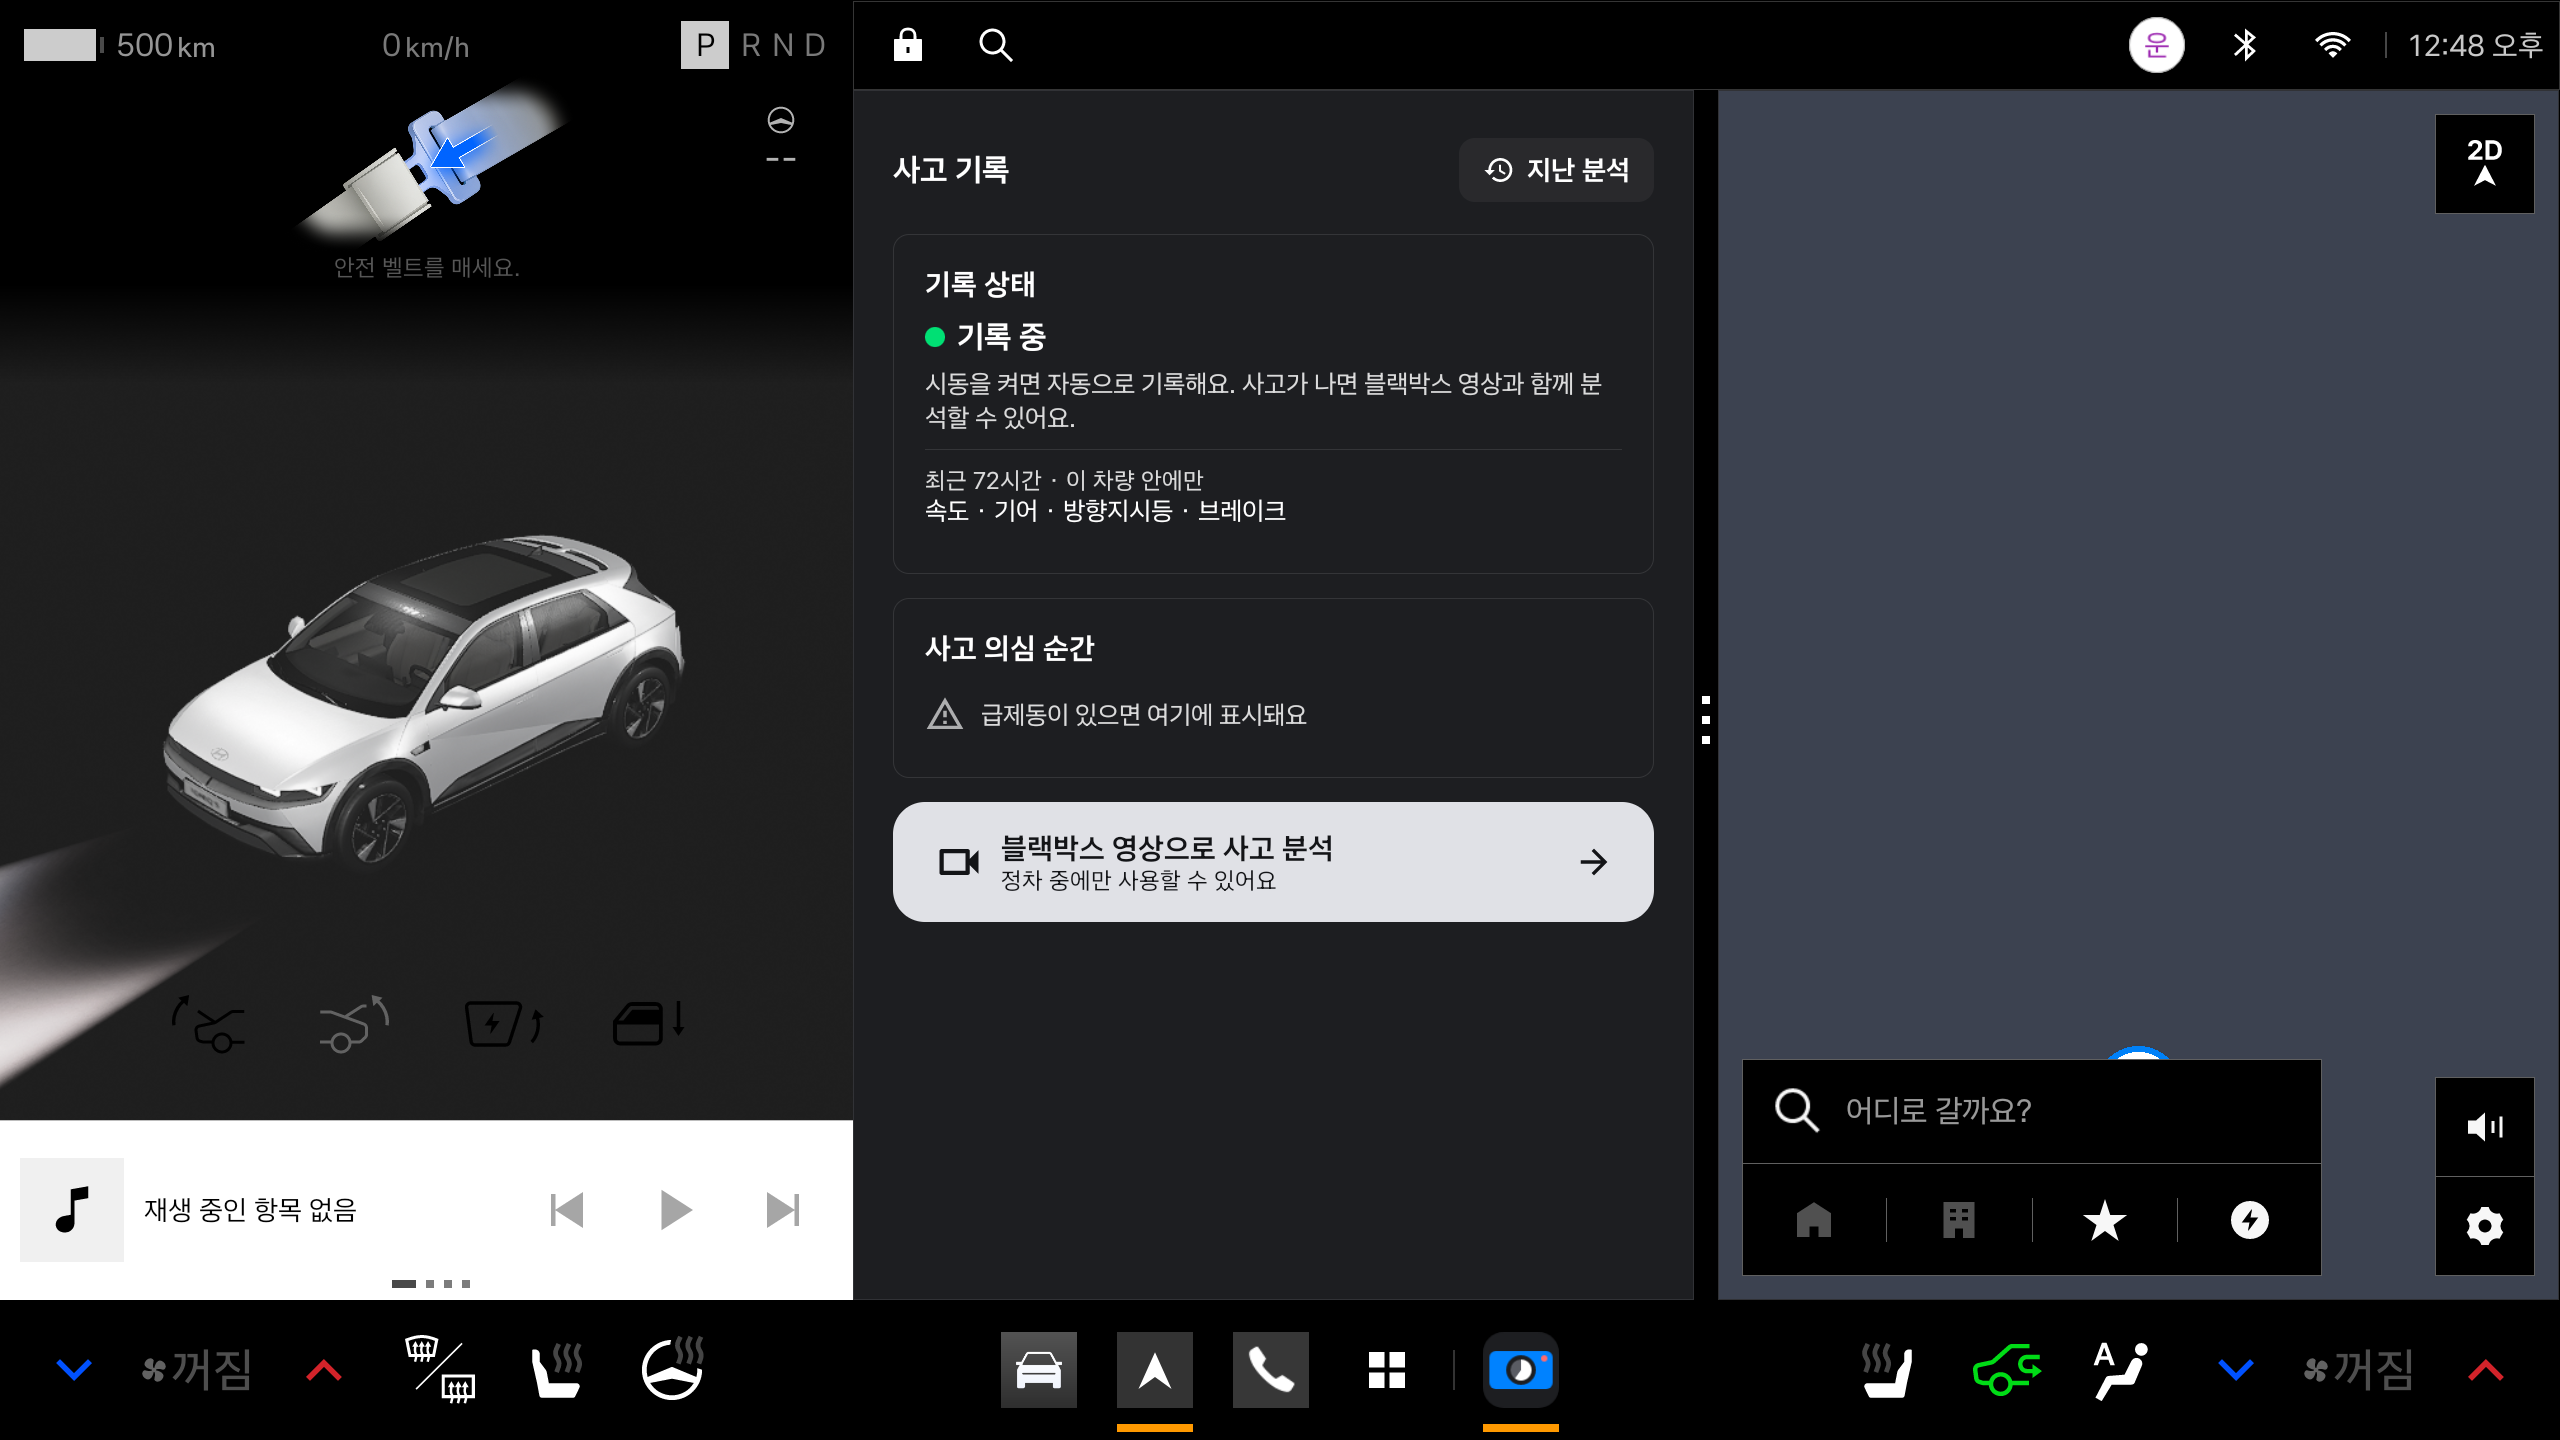 500km
0km/h
P R N D
운
12:48 오후
안전 벨트를 매세요.
사고 기록
지난 분석
기록 상태
기록 중
시동을 켜면 자동으로 기록해요. 사고가 나면 블랙박스 영상과 함께 분
석할 수 있어요.
최근 72시간 · 이 차량 안에만
속도 · 기어 · 방향지시등 · 브레이크
사고 의심 순간
급제동이 있으면 여기에 표시돼요
블랙박스 영상으로 사고 분석
정차 중에만 사용할 수 있어요
2D
어디로 갈까요?
재생 중인 항목 없음
꺼짐
A
꺼짐